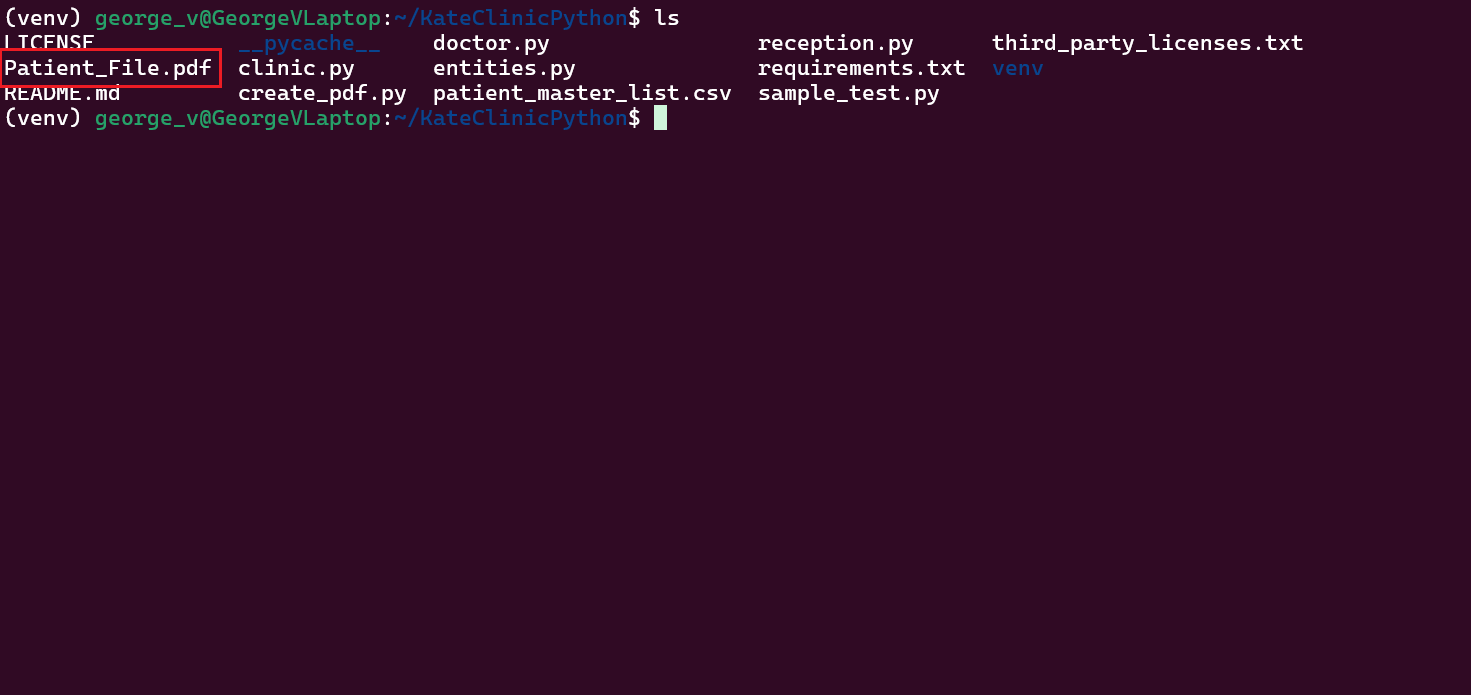 (venv) george_v@GeorgeVLaptop:~/KateClinicPython$ ls
LICENSE __pycache__ doctor.py reception.py third_party_licenses.txt
Patient_File.pdf clinic.py entities.py requirements.txt venv
README.md create_pdf.py patient_master_list.csv sample_test.py
(venv) george_v@GeorgeVLaptop:~/KateClinicPython$